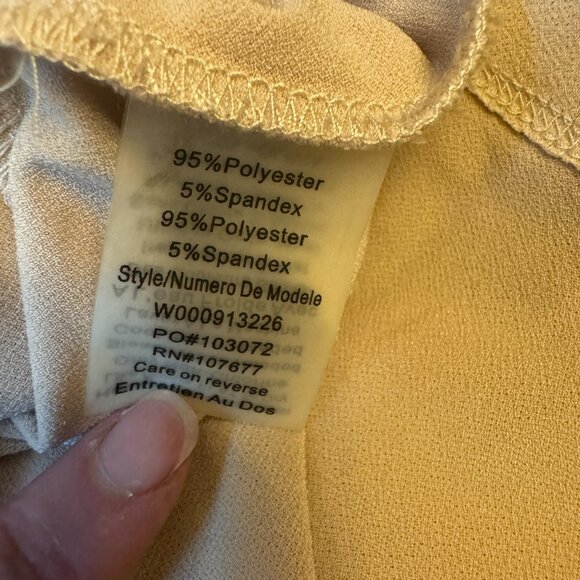 95%Polyester
5%Spandex
95%Polyester
5%Spandex
Style/Numero De Modele
W000913226
PO#103072
RN#107677
Care on reverse
Entretien Au Dos